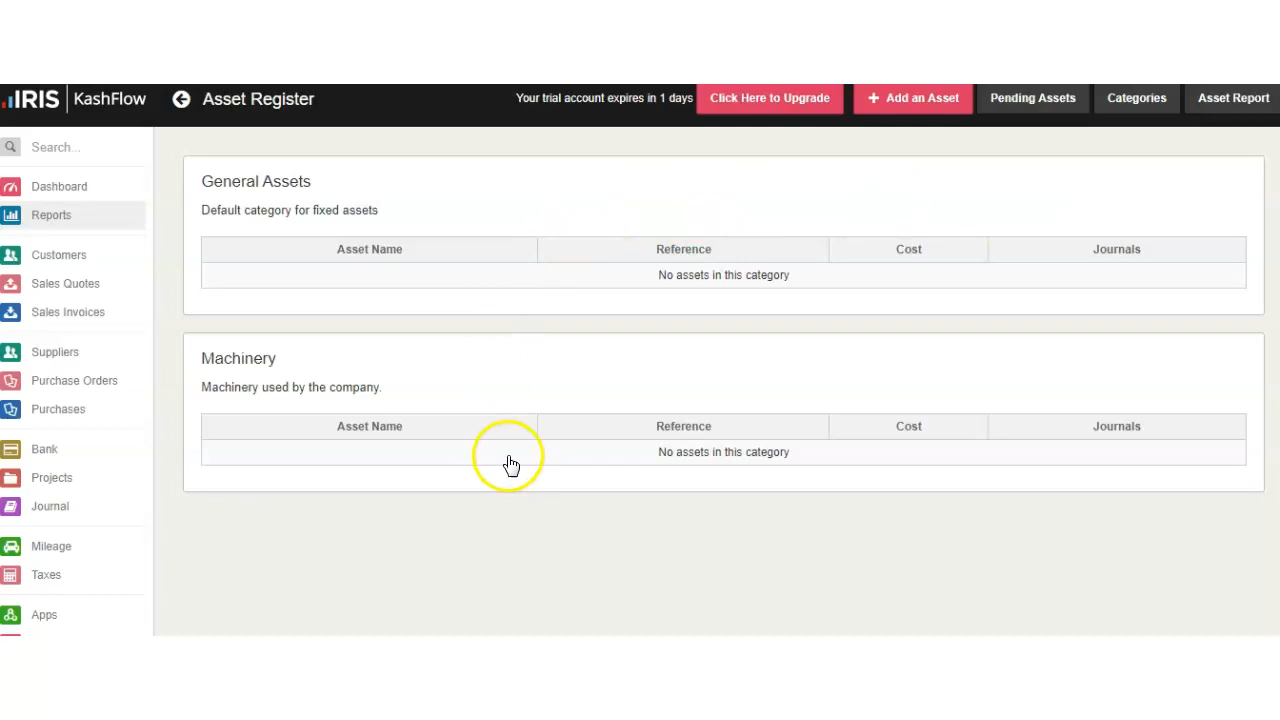 IRIS KashFlow
Asset Register
Your trial account expires in 1 days
Click Here to Upgrade
+ Add an Asset
Pending Assets
Categories
Asset Report
Search...
Dashboard
Reports
Customers
Sales Quotes
Sales Invoices
Suppliers
Purchase Orders
Purchases
Bank
Projects
Journal
Mileage
Taxes
Apps
General Assets
Default category for fixed assets
Asset Name Reference Cost Journals
No assets in this category
Machinery
Machinery used by the company.
Asset Name Reference Cost Journals
No assets in this category